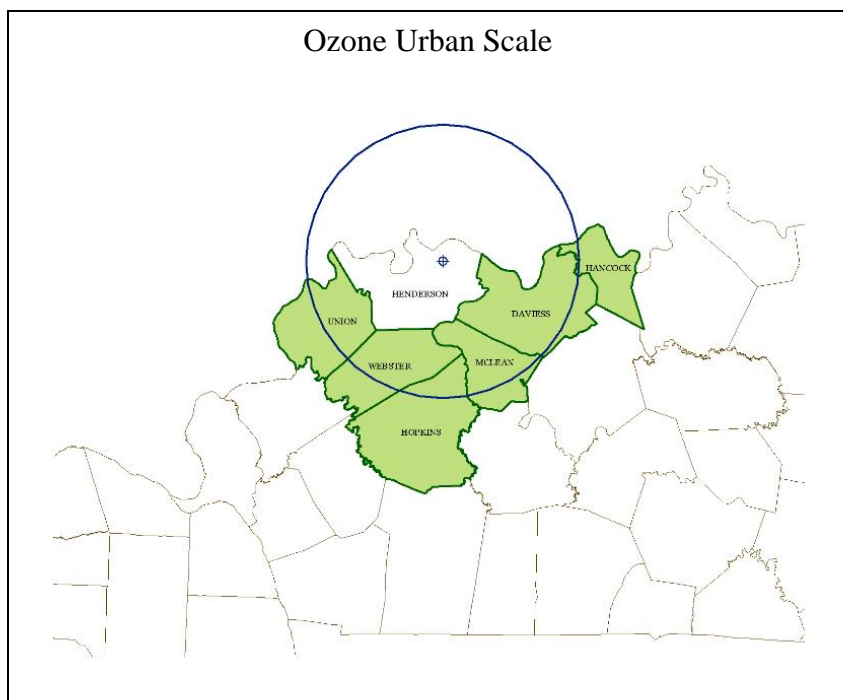 Ozone Urban Scale
HANCOCK
HENDERSON
DAVIESS
UNION
WEBSTER
MCLEAN
HOPKINS